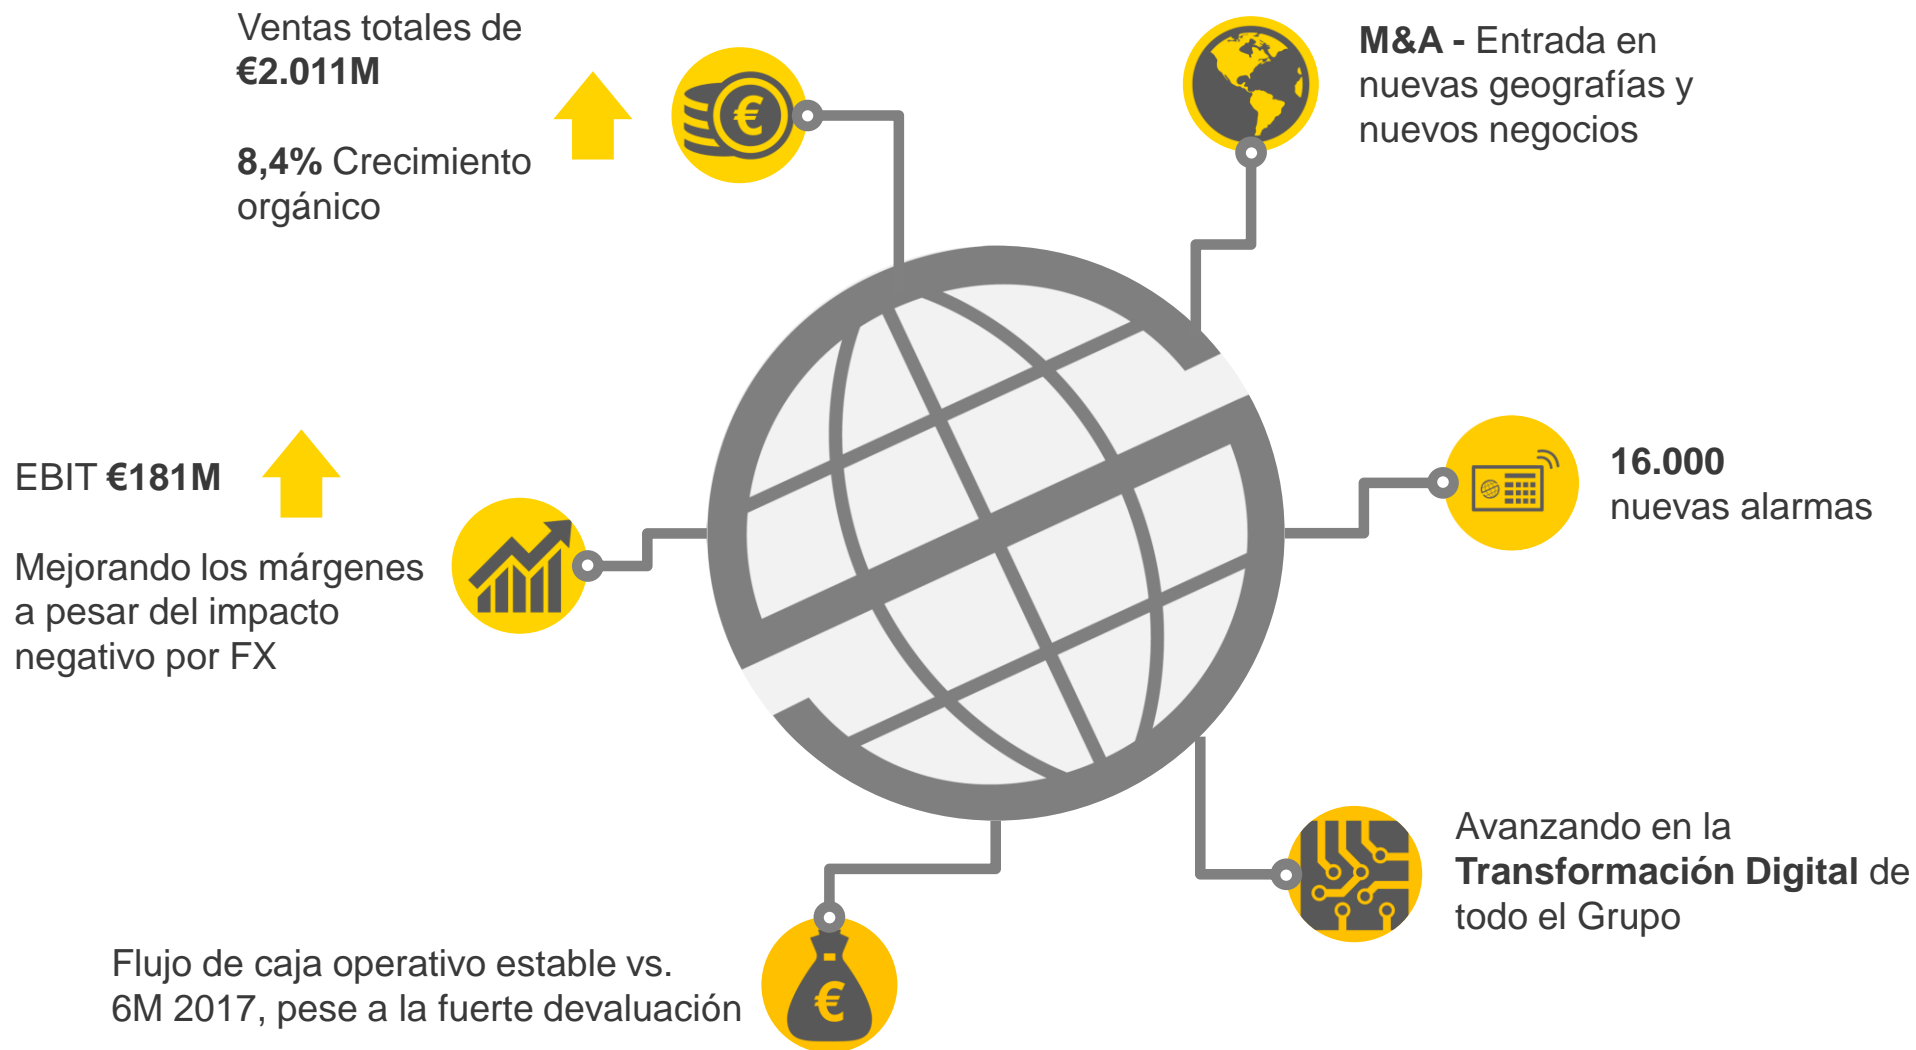 Ventas totales de
€2.011M
8,4% Crecimiento
orgánico
M&A - Entrada en
nuevas geografías y
nuevos negocios
EBIT €181M
Mejorando los márgenes
a pesar del impacto
negativo por FX
16.000
nuevas alarmas
Avanzando en la
Transformación Digital de
todo el Grupo
Flujo de caja operativo estable vs.
6M 2017, pese a la fuerte devaluación
€
€